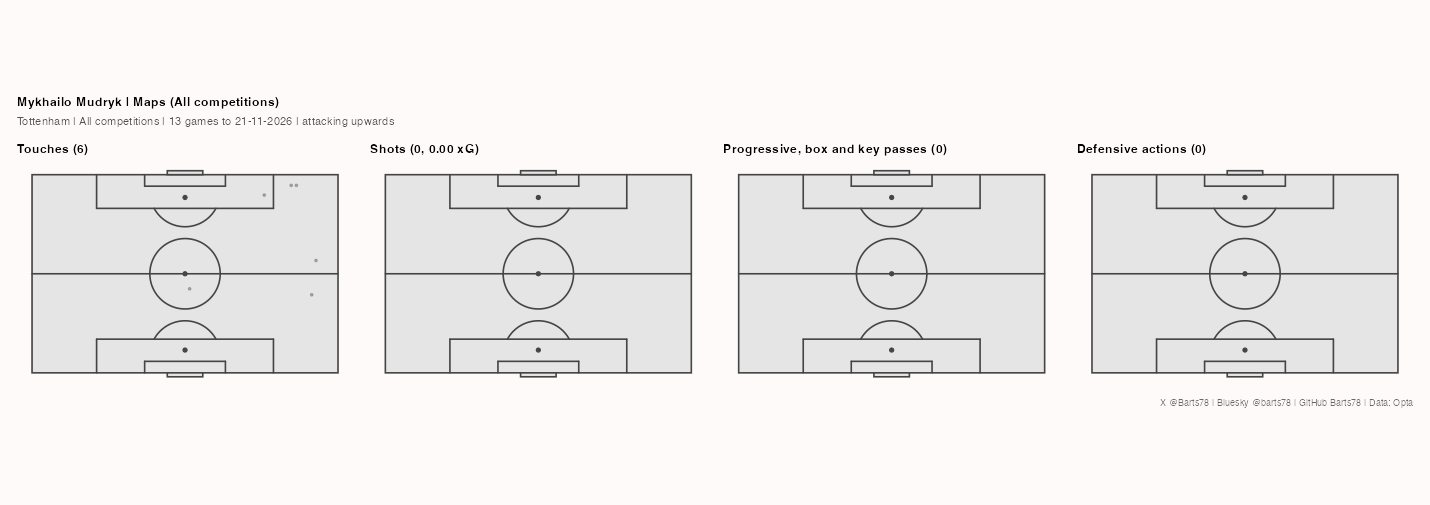 Mykhailo Mudryk | Maps (All competitions)
Tottenham | All competitions | 13 games to 21-11-2026 | attacking upwards
Touches (6)
Shots (0, 0.00 xG)
Progressive, box and key passes (0)
Defensive actions (0)
X @Barts78 | Bluesky @barts78 | GitHub Barts78 | Data: Opta